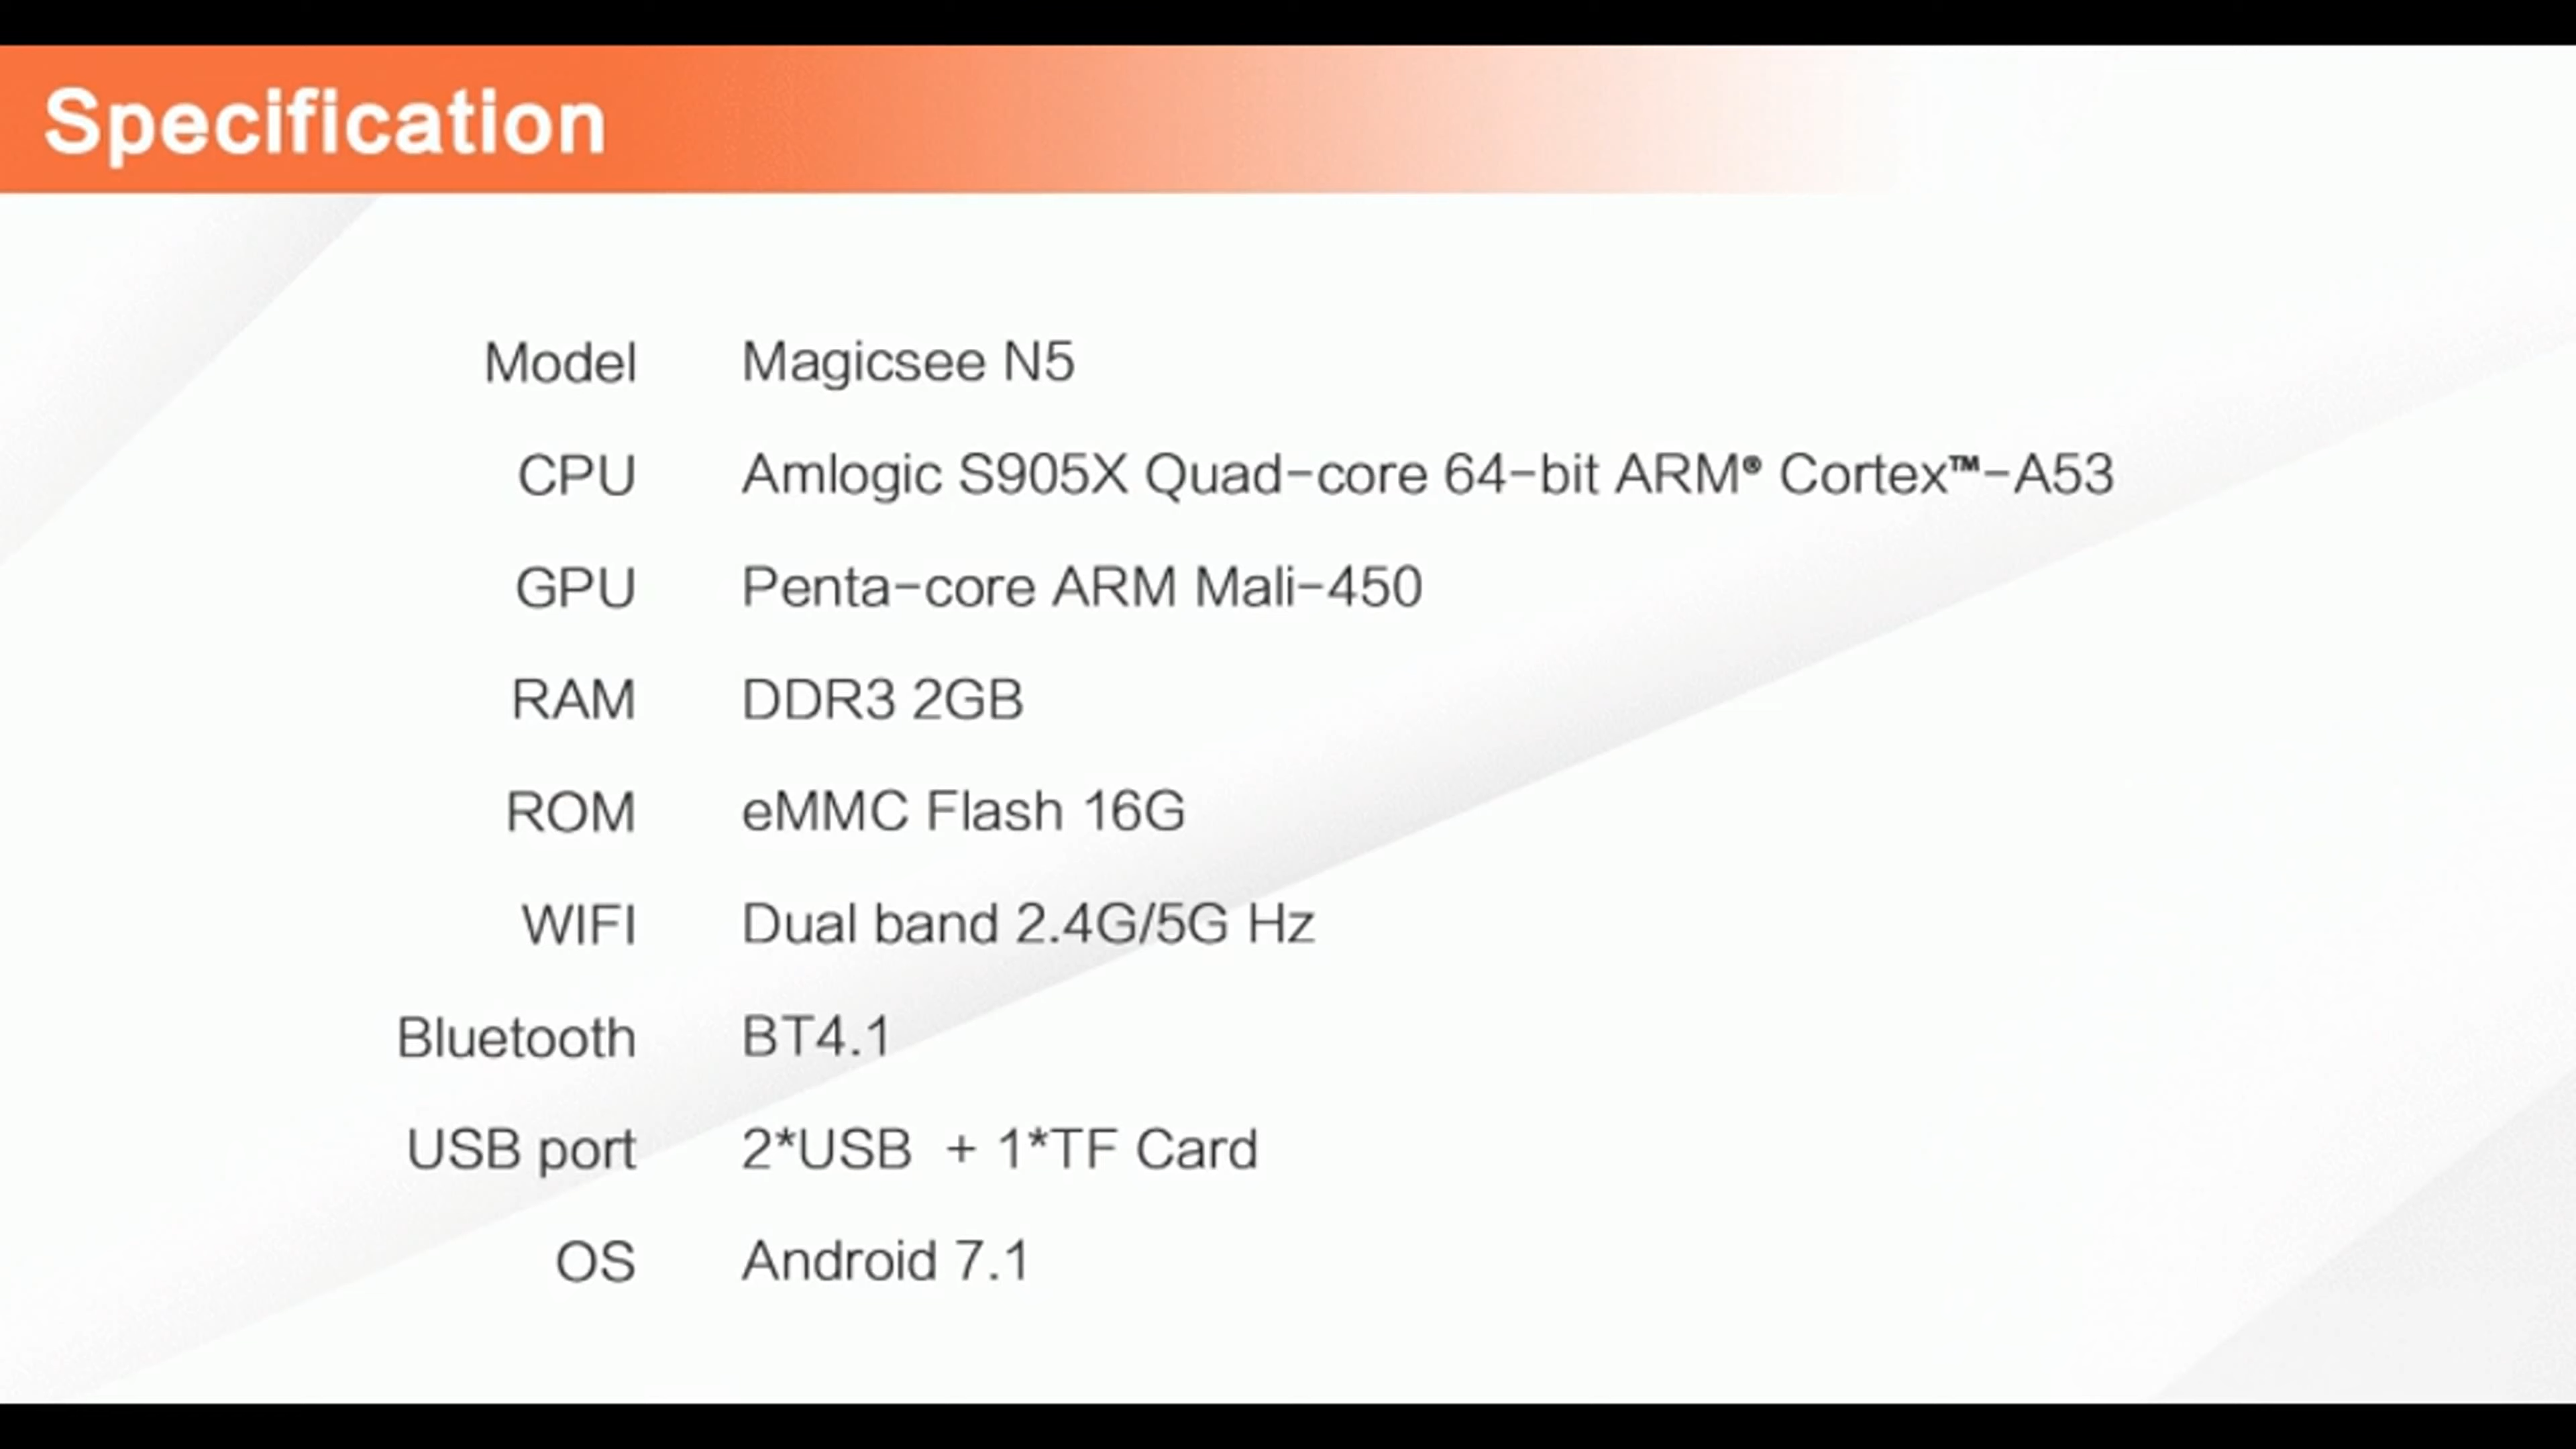 Specification
Model Magicsee N5
CPU Amlogic S905X Quad-core 64-bit ARM® Cortex™-A53
GPU Penta-core ARM Mali-450
RAM DDR3 2GB
ROM eMMC Flash 16G
WIFI Dual band 2.4G/5G Hz
Bluetooth BT4.1
USB port 2*USB + 1*TF Card
OS Android 7.1